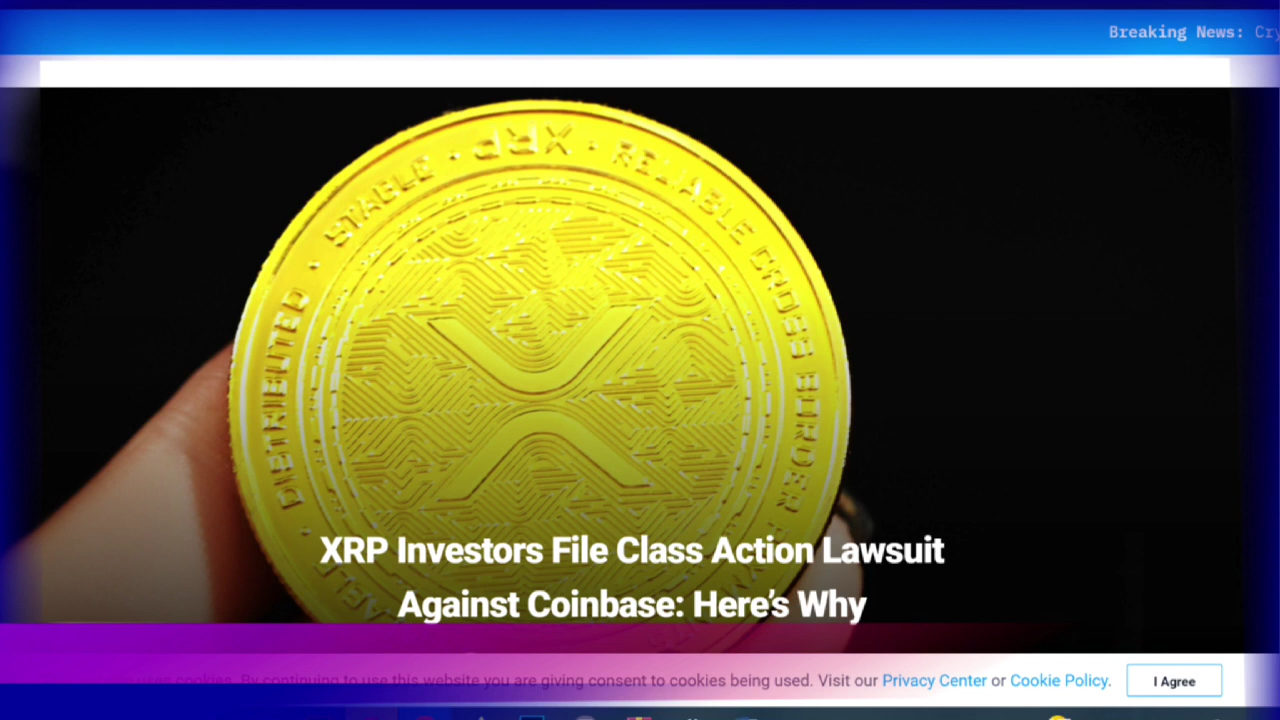 Breaking News: Cry
DISTRIBUTED · STABLE · XRP · RELIABLE CROSS BORDER
XRP Investors File Class Action Lawsuit
Against Coinbase: Here's Why
uses cookies. By continuing to use this website you are giving consent to cookies being used. Visit our Privacy Center or Cookie Policy.
I Agree